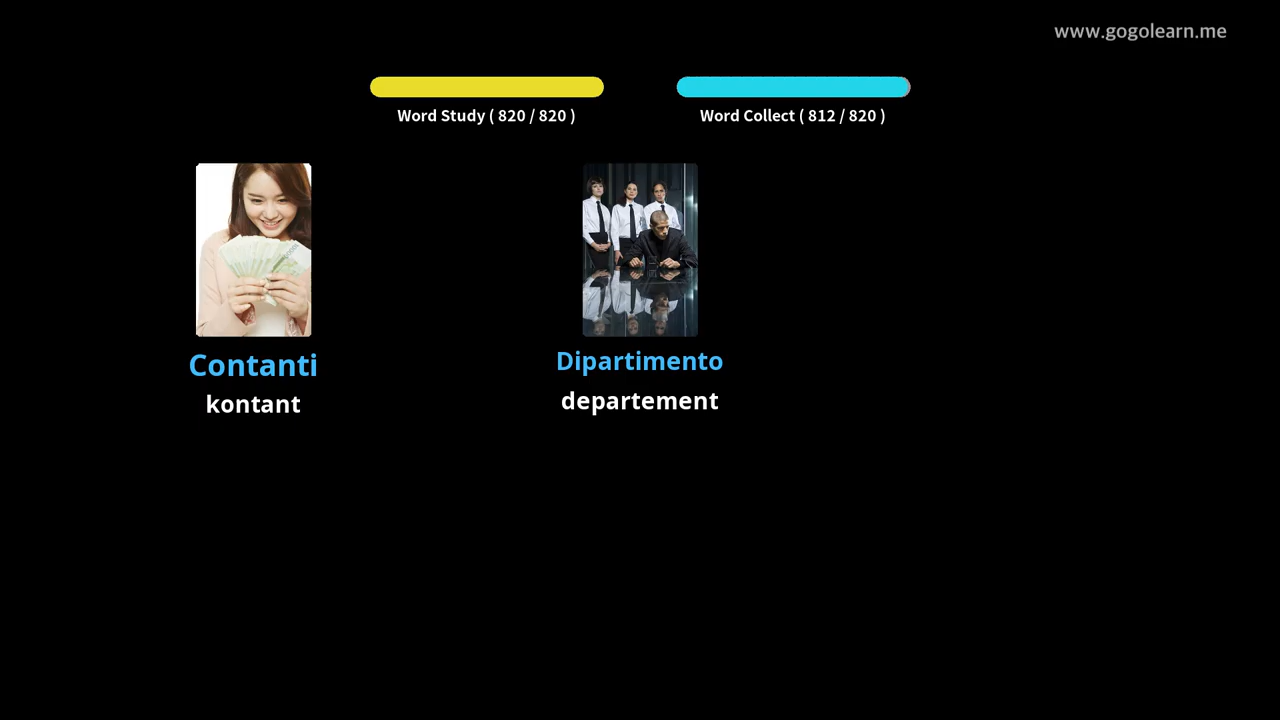 www.gogolearn.me
Word Study ( 820 / 820 )
Word Collect ( 812 / 820 )
Contanti
kontant
Dipartimento
departement